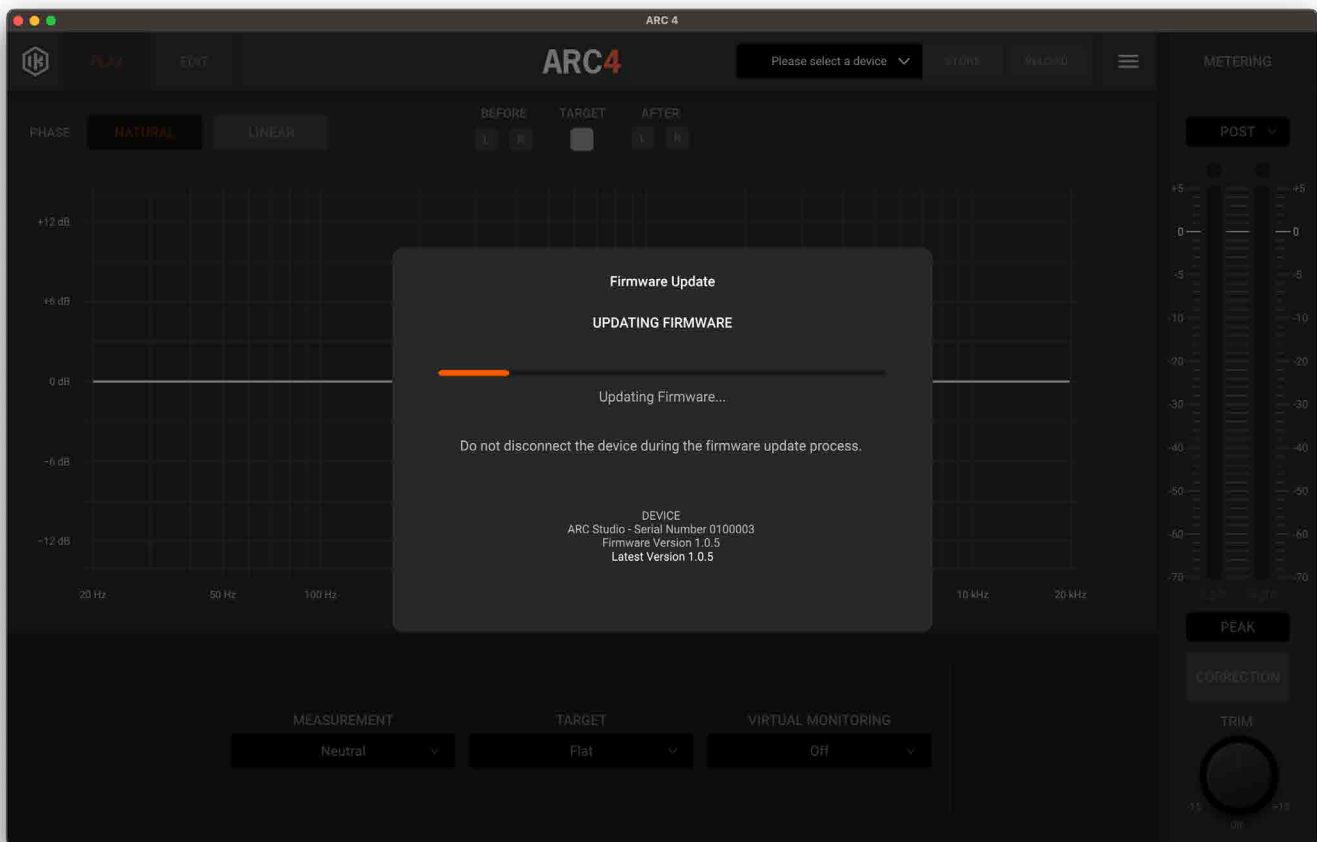 ARC 4
PLAY
EDIT
ARC4
Please select a device
STORE
RELOAD
METERING
PHASE
NATURAL
LINEAR
BEFORE
TARGET
AFTER
L
R
L
R
POST
+12 dB
+6 dB
0 dB
-6 dB
-12 dB
20 Hz
50 Hz
100 Hz
10 kHz
20 kHz
Firmware Update
UPDATING FIRMWARE
Updating Firmware...
Do not disconnect the device during the firmware update process.
DEVICE
ARC Studio - Serial Number 0100003
Firmware Version 1.0.5
Latest Version 1.0.5
+5
+5
0
0
-5
-5
-10
-10
-20
-20
-30
-30
-40
-40
-50
-50
-60
-60
-70
-70
Left
Right
PEAK
CORRECTION
TRIM
-15
+15
dB
MEASUREMENT
TARGET
VIRTUAL MONITORING
Neutral
Flat
Off